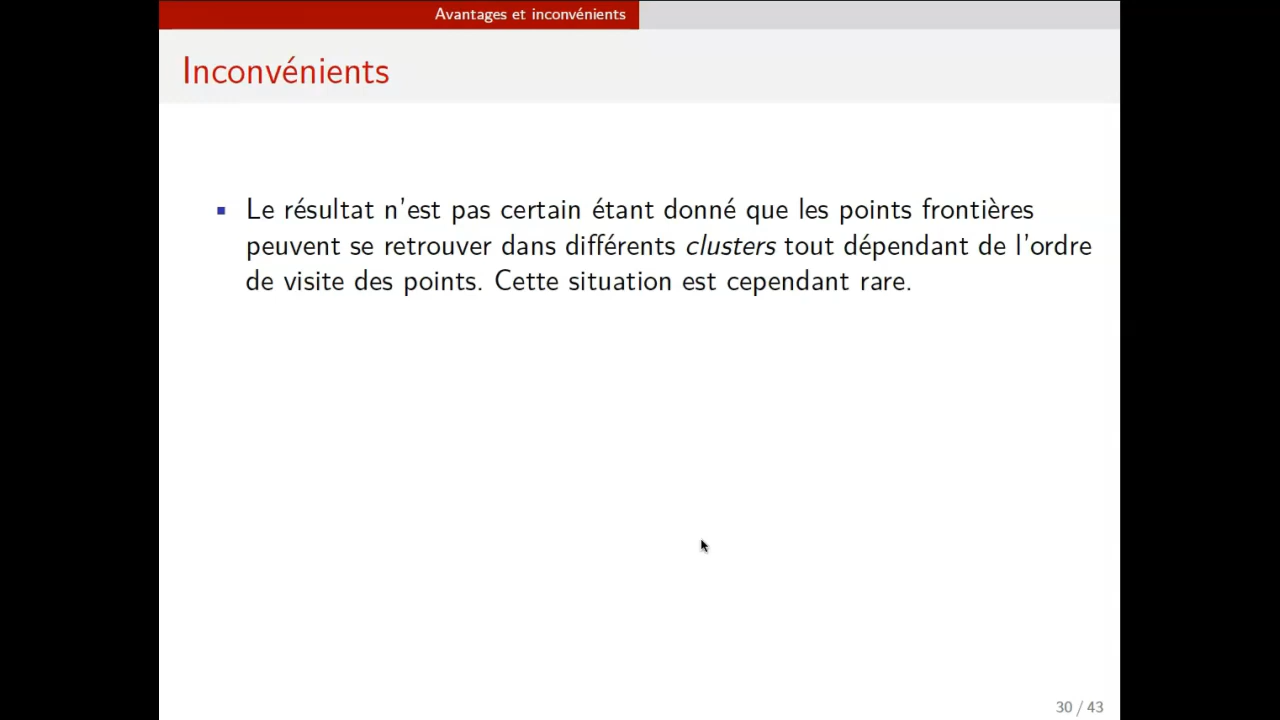 Avantages et inconvénients
Inconvénients
Le résultat n'est pas certain étant donné que les points frontières
peuvent se retrouver dans différents clusters tout dépendant de l'ordre
de visite des points. Cette situation est cependant rare.
30 / 43